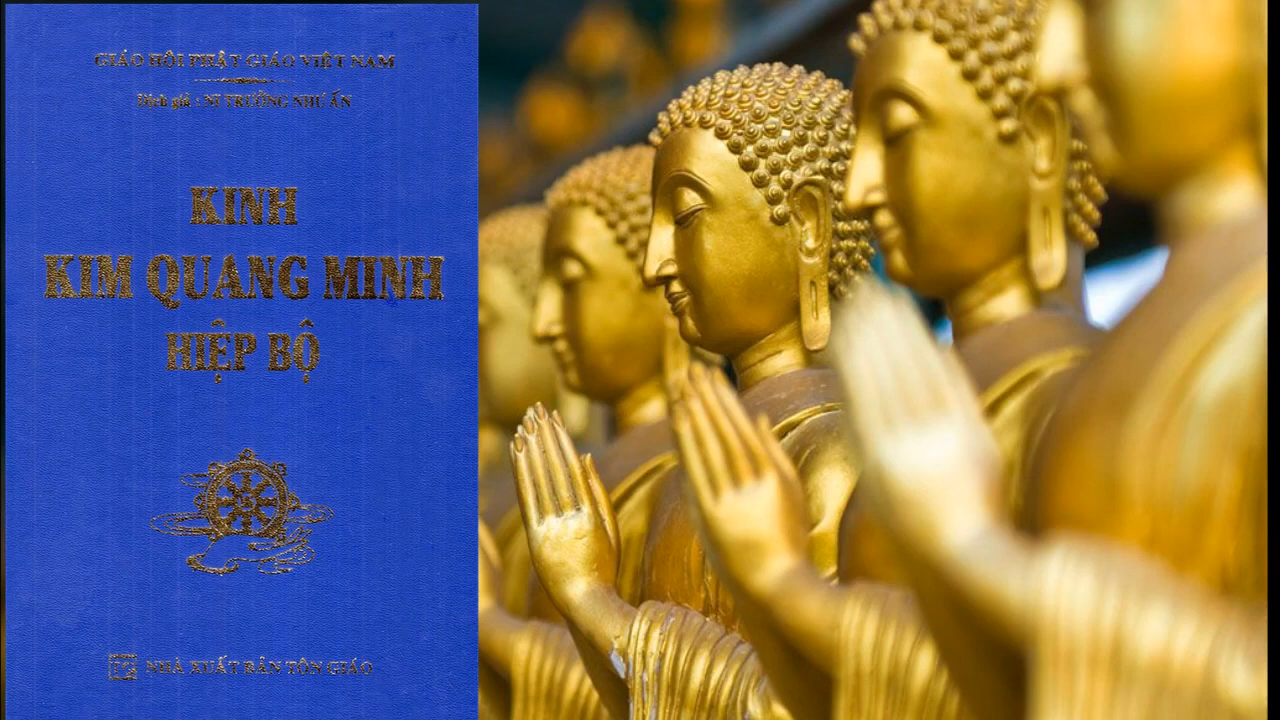 GIÁO HỘI PHẬT GIÁO VIỆT NAM
Dịch giả : NI TRƯỞNG NHƯ ẤN
KINH
KIM QUANG MINH
HIỆP BỘ
NHÀ XUẤT BẢN TÔN GIÁO